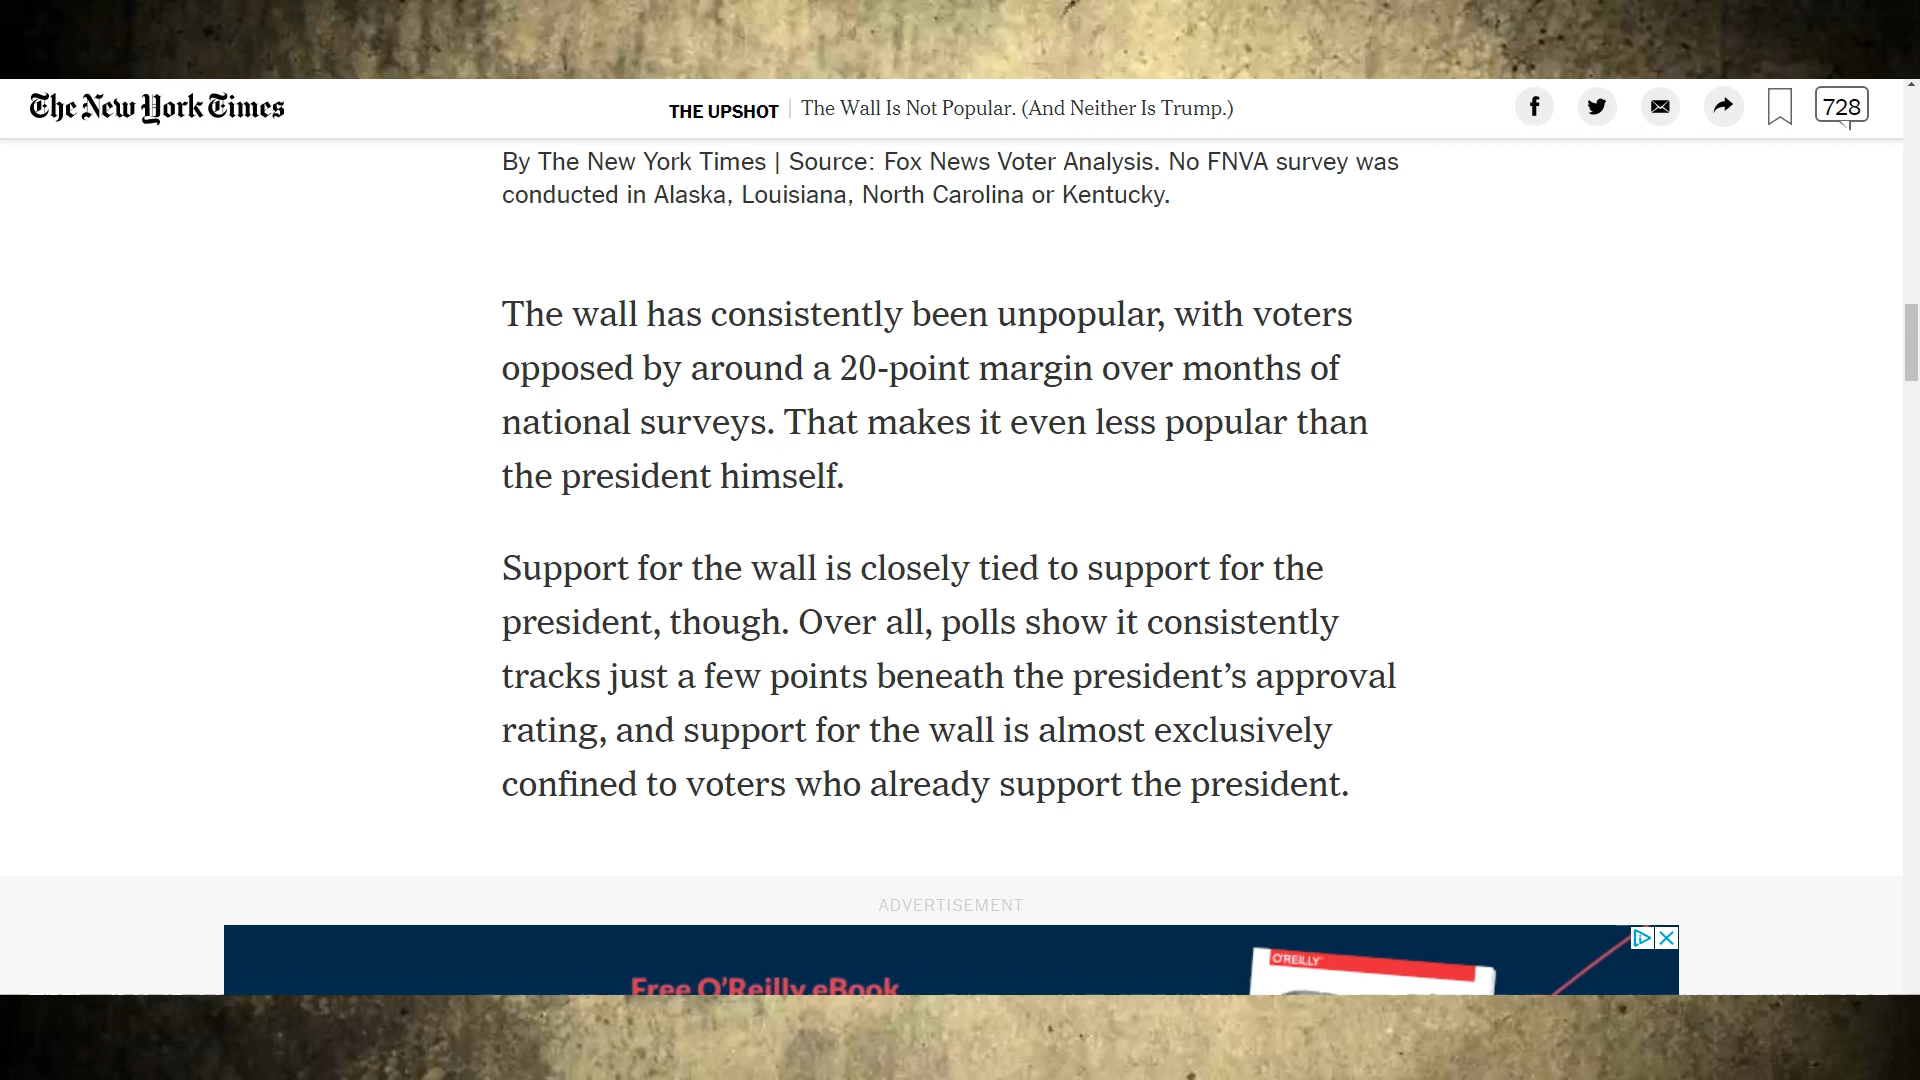 The New York Times
THE UPSHOT | The Wall Is Not Popular. (And Neither Is Trump.)
728
By The New York Times | Source: Fox News Voter Analysis. No FNVA survey was
conducted in Alaska, Louisiana, North Carolina or Kentucky.
The wall has consistently been unpopular, with voters
opposed by around a 20-point margin over months of
national surveys. That makes it even less popular than
the president himself.
Support for the wall is closely tied to support for the
president, though. Over all, polls show it consistently
tracks just a few points beneath the president’s approval
rating, and support for the wall is almost exclusively
confined to voters who already support the president.
ADVERTISEMENT
Free O'Reilly eBook
O'REILLY